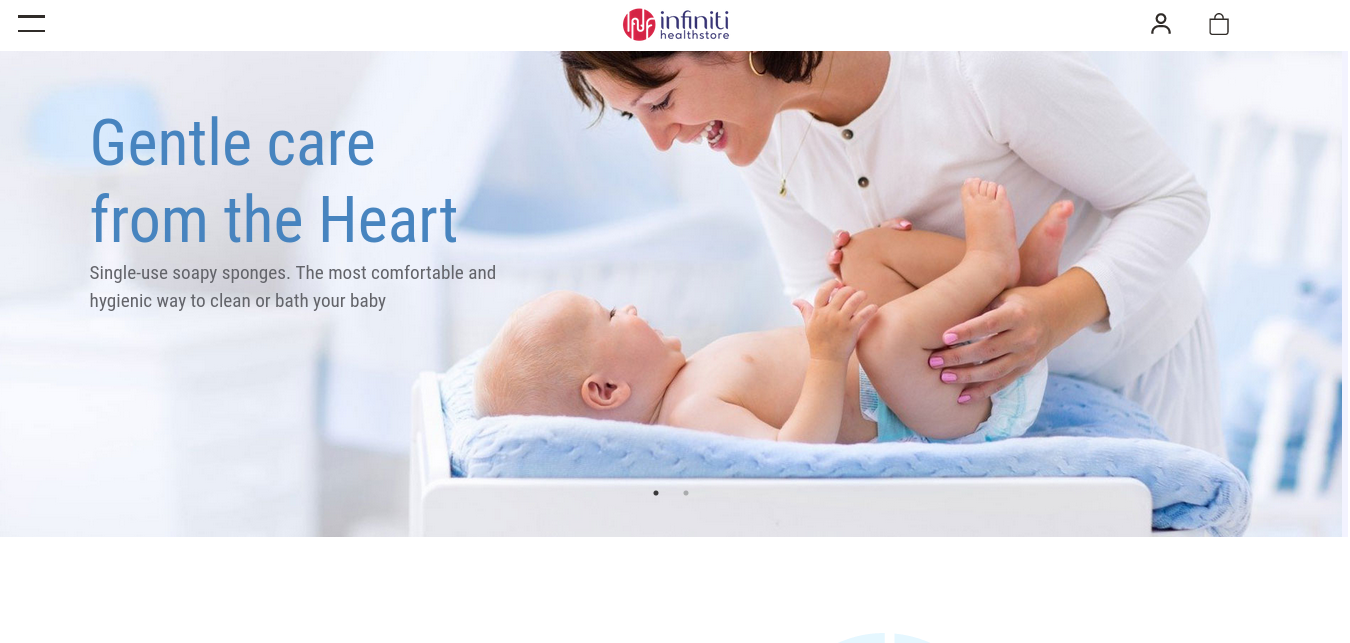 infiniti
healthstore
Gentle care
from the Heart
Single-use soapy sponges. The most comfortable and
hygienic way to clean or bath your baby